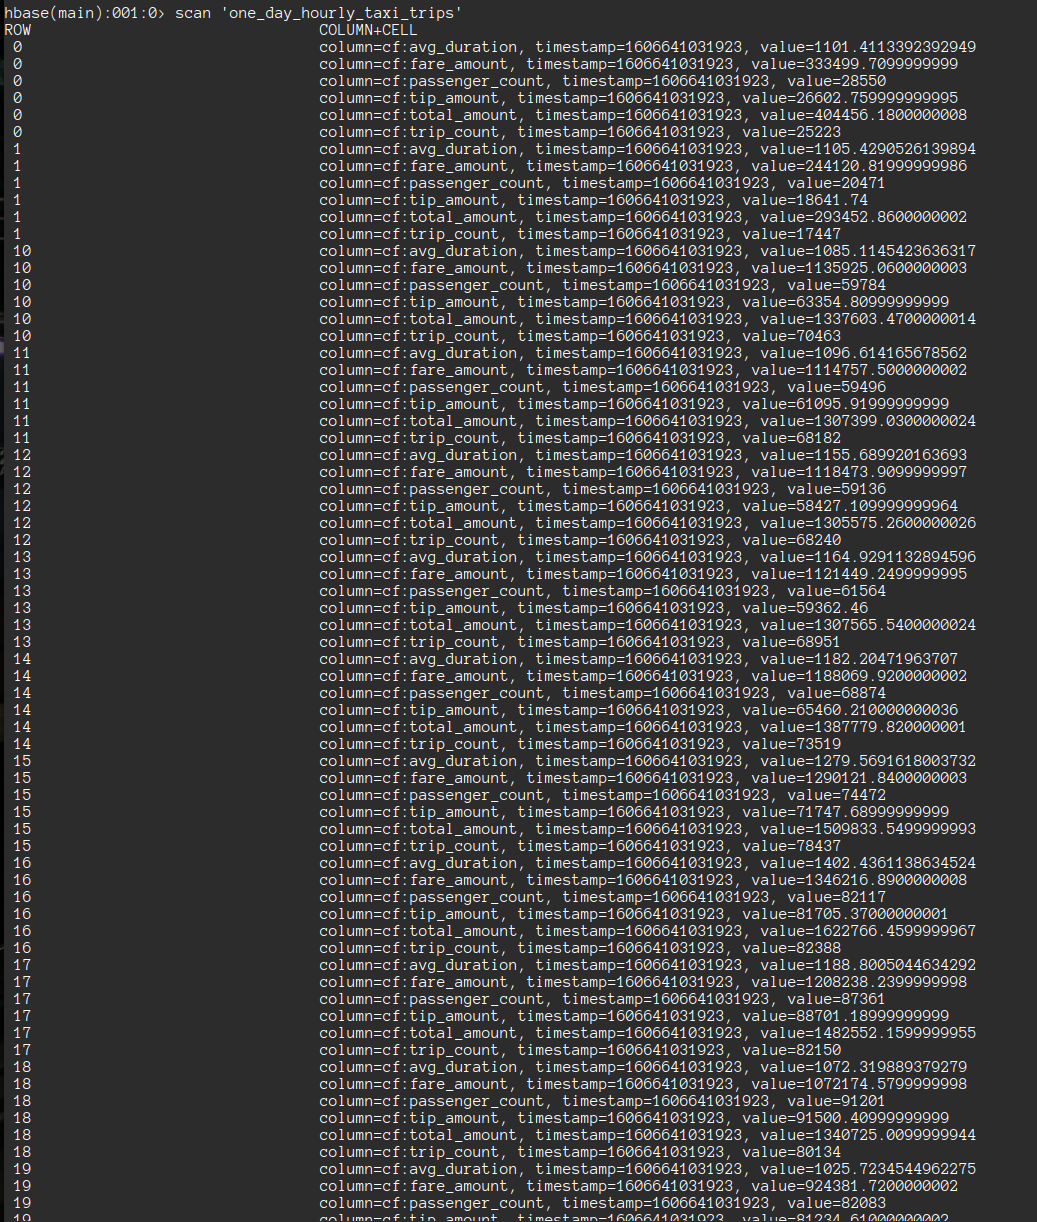 hbase(main):001:0> scan 'one_day_hourly_taxi_trips'
ROW COLUMN+CELL
0 column=cf:avg_duration, timestamp=1606641031923, value=1101.4113392392949
0 column=cf:fare_amount, timestamp=1606641031923, value=333499.7099999999
0 column=cf:passenger_count, timestamp=1606641031923, value=28550
0 column=cf:tip_amount, timestamp=1606641031923, value=26602.759999999995
0 column=cf:total_amount, timestamp=1606641031923, value=404456.1800000008
0 column=cf:trip_count, timestamp=1606641031923, value=25223
1 column=cf:avg_duration, timestamp=1606641031923, value=1105.4290526139894
1 column=cf:fare_amount, timestamp=1606641031923, value=244120.81999999986
1 column=cf:passenger_count, timestamp=1606641031923, value=20471
1 column=cf:tip_amount, timestamp=1606641031923, value=18641.74
1 column=cf:total_amount, timestamp=1606641031923, value=293452.8600000002
1 column=cf:trip_count, timestamp=1606641031923, value=17447
10 column=cf:avg_duration, timestamp=1606641031923, value=1085.1145423636317
10 column=cf:fare_amount, timestamp=1606641031923, value=1135925.0600000003
10 column=cf:passenger_count, timestamp=1606641031923, value=59784
10 column=cf:tip_amount, timestamp=1606641031923, value=63354.80999999999
10 column=cf:total_amount, timestamp=1606641031923, value=1337603.4700000014
10 column=cf:trip_count, timestamp=1606641031923, value=70463
11 column=cf:avg_duration, timestamp=1606641031923, value=1096.614165678562
11 column=cf:fare_amount, timestamp=1606641031923, value=1114757.5000000002
11 column=cf:passenger_count, timestamp=1606641031923, value=59496
11 column=cf:tip_amount, timestamp=1606641031923, value=61095.91999999999
11 column=cf:total_amount, timestamp=1606641031923, value=1307399.0300000024
11 column=cf:trip_count, timestamp=1606641031923, value=68182
12 column=cf:avg_duration, timestamp=1606641031923, value=1155.689920163693
12 column=cf:fare_amount, timestamp=1606641031923, value=1118473.9099999997
12 column=cf:passenger_count, timestamp=1606641031923, value=59136
12 column=cf:tip_amount, timestamp=1606641031923, value=58427.109999999964
12 column=cf:total_amount, timestamp=1606641031923, value=1305575.2600000026
12 column=cf:trip_count, timestamp=1606641031923, value=68240
13 column=cf:avg_duration, timestamp=1606641031923, value=1164.9291132894596
13 column=cf:fare_amount, timestamp=1606641031923, value=1121449.2499999995
13 column=cf:passenger_count, timestamp=1606641031923, value=61564
13 column=cf:tip_amount, timestamp=1606641031923, value=59362.46
13 column=cf:total_amount, timestamp=1606641031923, value=1307565.5400000024
13 column=cf:trip_count, timestamp=1606641031923, value=68951
14 column=cf:avg_duration, timestamp=1606641031923, value=1182.20471963707
14 column=cf:fare_amount, timestamp=1606641031923, value=1188069.9200000002
14 column=cf:passenger_count, timestamp=1606641031923, value=68874
14 column=cf:tip_amount, timestamp=1606641031923, value=65460.210000000036
14 column=cf:total_amount, timestamp=1606641031923, value=1387779.820000001
14 column=cf:trip_count, timestamp=1606641031923, value=73519
15 column=cf:avg_duration, timestamp=1606641031923, value=1279.5691618003732
15 column=cf:fare_amount, timestamp=1606641031923, value=1290121.8400000003
15 column=cf:passenger_count, timestamp=1606641031923, value=74472
15 column=cf:tip_amount, timestamp=1606641031923, value=71747.68999999999
15 column=cf:total_amount, timestamp=1606641031923, value=1509833.5499999993
15 column=cf:trip_count, timestamp=1606641031923, value=78437
16 column=cf:avg_duration, timestamp=1606641031923, value=1402.4361138634524
16 column=cf:fare_amount, timestamp=1606641031923, value=1346216.8900000008
16 column=cf:passenger_count, timestamp=1606641031923, value=82117
16 column=cf:tip_amount, timestamp=1606641031923, value=81705.37000000001
16 column=cf:total_amount, timestamp=1606641031923, value=1622766.4599999967
16 column=cf:trip_count, timestamp=1606641031923, value=82388
17 column=cf:avg_duration, timestamp=1606641031923, value=1188.8005044634292
17 column=cf:fare_amount, timestamp=1606641031923, value=1208238.2399999998
17 column=cf:passenger_count, timestamp=1606641031923, value=87361
17 column=cf:tip_amount, timestamp=1606641031923, value=88701.18999999999
17 column=cf:total_amount, timestamp=1606641031923, value=1482552.1599999955
17 column=cf:trip_count, timestamp=1606641031923, value=82150
18 column=cf:avg_duration, timestamp=1606641031923, value=1072.319889379279
18 column=cf:fare_amount, timestamp=1606641031923, value=1072174.5799999998
18 column=cf:passenger_count, timestamp=1606641031923, value=91201
18 column=cf:tip_amount, timestamp=1606641031923, value=91500.40999999999
18 column=cf:total_amount, timestamp=1606641031923, value=1340725.0099999944
18 column=cf:trip_count, timestamp=1606641031923, value=80134
19 column=cf:avg_duration, timestamp=1606641031923, value=1025.7234544962275
19 column=cf:fare_amount, timestamp=1606641031923, value=924381.7200000002
19 column=cf:passenger_count, timestamp=1606641031923, value=82083
19 column=cf:tip_amount, timestamp=1606641031923, value=81234.61000000002